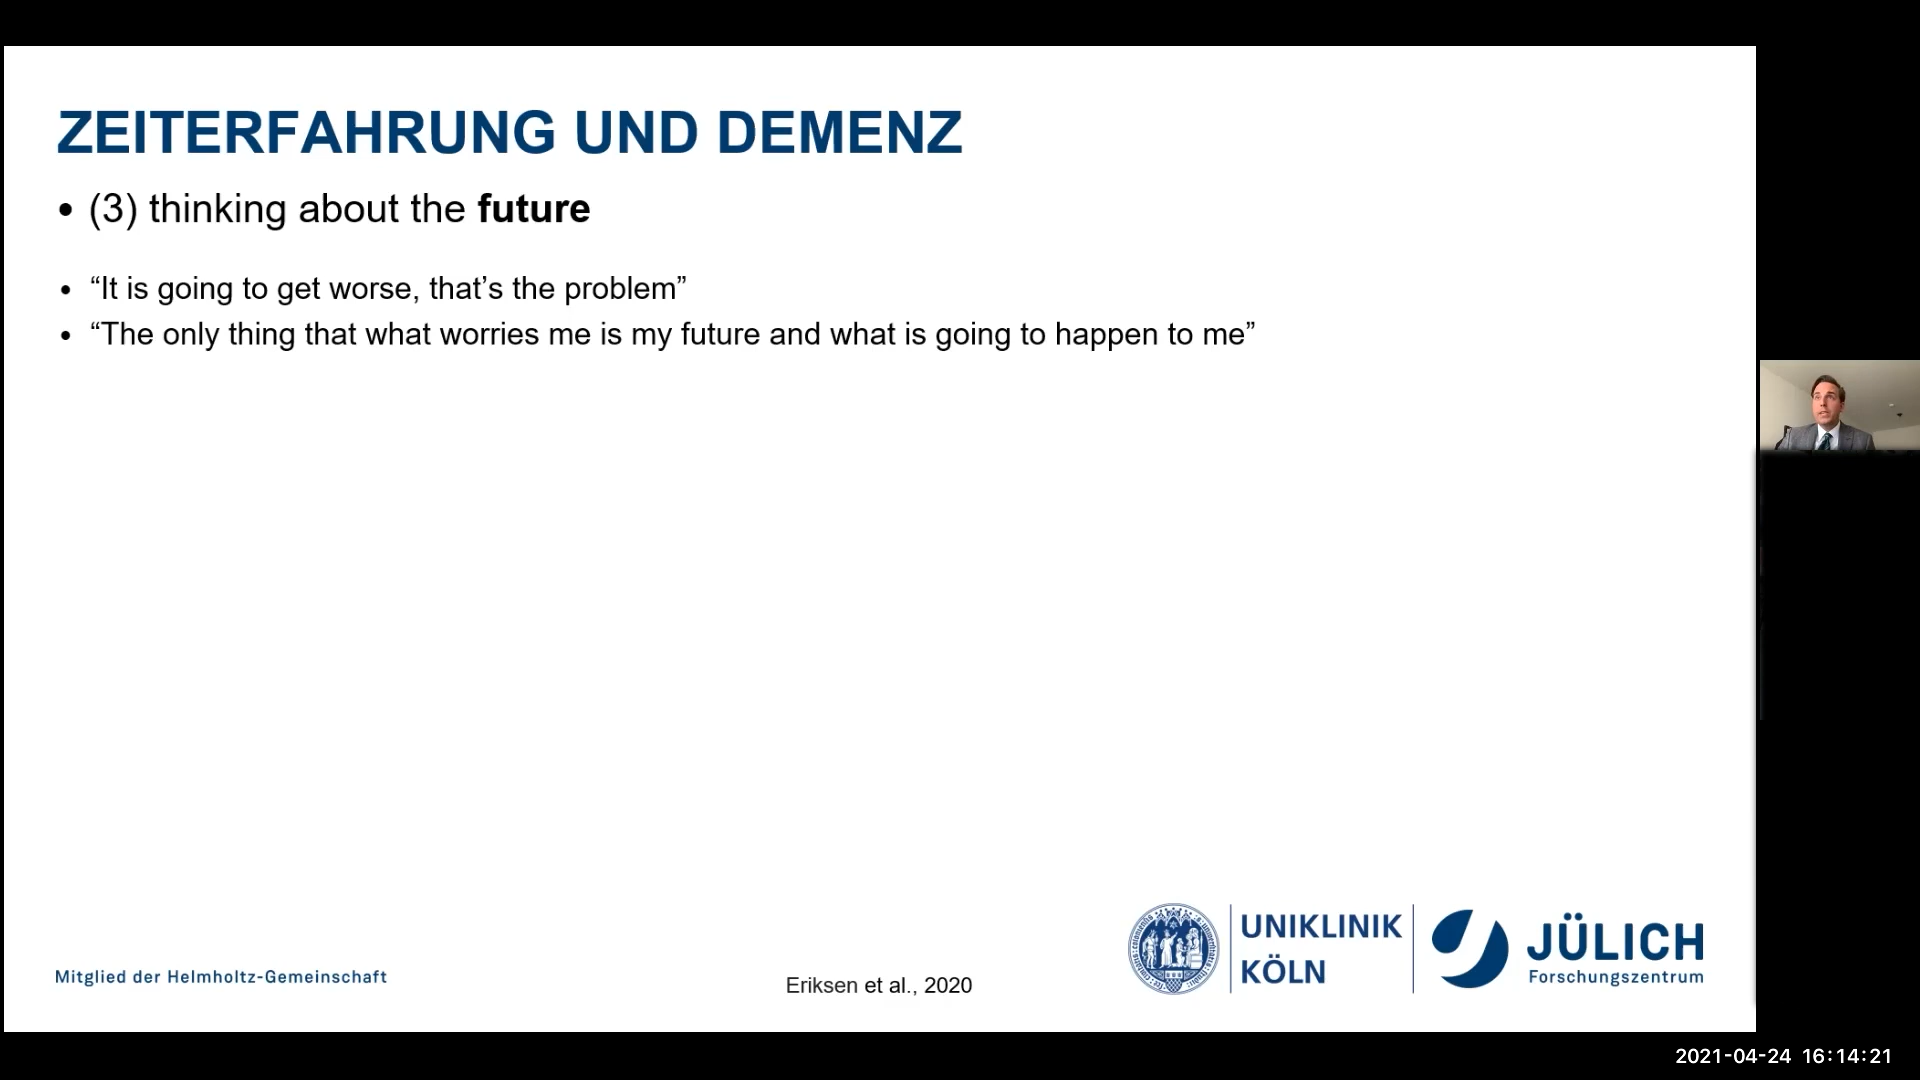 ZEITERFAHRUNG UND DEMENZ
• (3) thinking about the future
• “It is going to get worse, that’s the problem”
• “The only thing that what worries me is my future and what is going to happen to me”
Mitglied der Helmholtz-Gemeinschaft
Eriksen et al., 2020
UNIKLINIK
KÖLN
JÜLICH
Forschungszentrum
2021-04-24 16:14:21